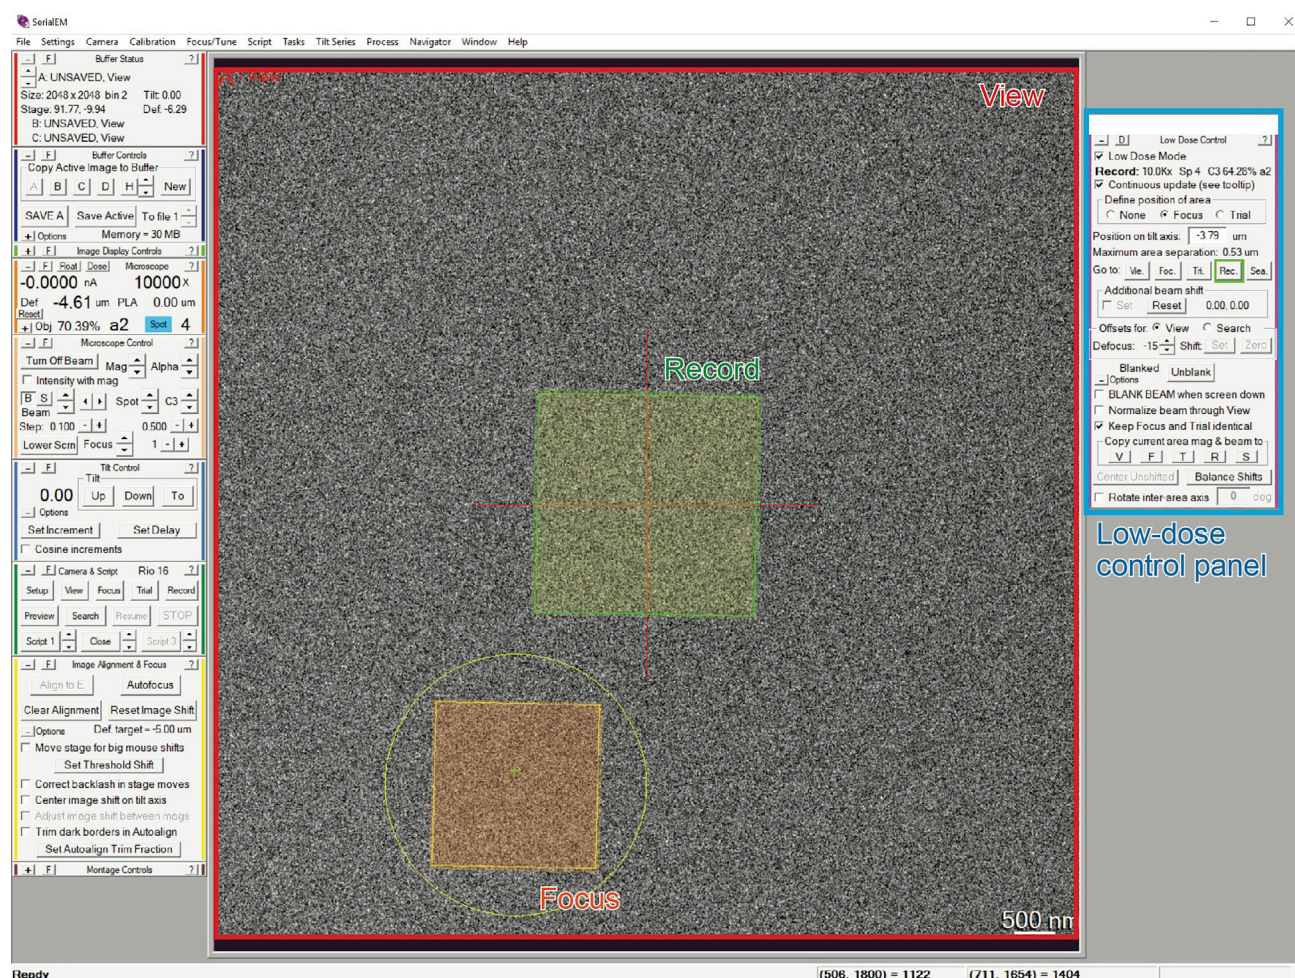 SerialEM
File Settings Camera Calibration Focus/Tune Script Tasks Tilt Series Process Navigator Window Help
- F Buffer Status ?
A: UNSAVED, View
Size: 2048 x 2048 bin 2 Tilt: 0.00
Stage: 91.77, -9.94 Def: -6.29
B: UNSAVED, View
C: UNSAVED, View
- F Buffer Controls ?
Copy Active Image to Buffer
A B C D H New
SAVE A Save Active To file 1
+ Options Memory = 30 MB
+ F Image Display Controls ?
- F Float Dose Microscope ?
-0.0000 nA 10000 x
Def -4.61 um PLA 0.00 um
Reset
+ Obj 70.39% a2 Spot 4
- F Microscope Control ?
Turn Off Beam Mag Alpha
Intensity with mag
B S Spot C3
Beam
Step: 0.100 - + 0.500 - +
Lower Scrn Focus 1 - +
- F Tilt Control ?
Tilt
0.00 Up Down To
- Options
Set Increment Set Delay
Cosine increments
- F Camera & Script Rio 16 ?
Setup View Focus Trial Record
Preview Search Resume STOP
Script 1 Close Script 3
- F Image Alignment & Focus ?
Align to E Autofocus
Clear Alignment Reset Image Shift
- Options Def. target = -5.00 um
Move stage for big mouse shifts
Set Threshold Shift
Correct backlash in stage moves
Center image shift on tilt axis
Adjust image shift between mags
Trim dark borders in Autoalign
Set Autoalign Trim Fraction
+ F Montage Controls ?
View
Record
Focus
500 nm
- D Low Dose Control ?
Low Dose Mode
Record: 10.0Kx Sp 4 C3 64.28% a2
Continuous update (see tooltip)
Define position of area
None Focus Trial
Position on tilt axis: -3.79 um
Maximum area separation: 0.53 um
Go to: Vie. Foc. Tri. Rec. Sea.
Additional beam shift
Set Reset 0.00, 0.00
Offsets for: View Search
Defocus: -15 Shift: Set Zero
Blanked Unblank
- Options
BLANK BEAM when screen down
Normalize beam through View
Keep Focus and Trial identical
Copy current area mag & beam to
V F T R S
Center Unshifted Balance Shifts
Rotate inter-area axis 0 deg
Low-dose
control panel
Ready (506, 1800) = 1122 (711, 1654) = 1404